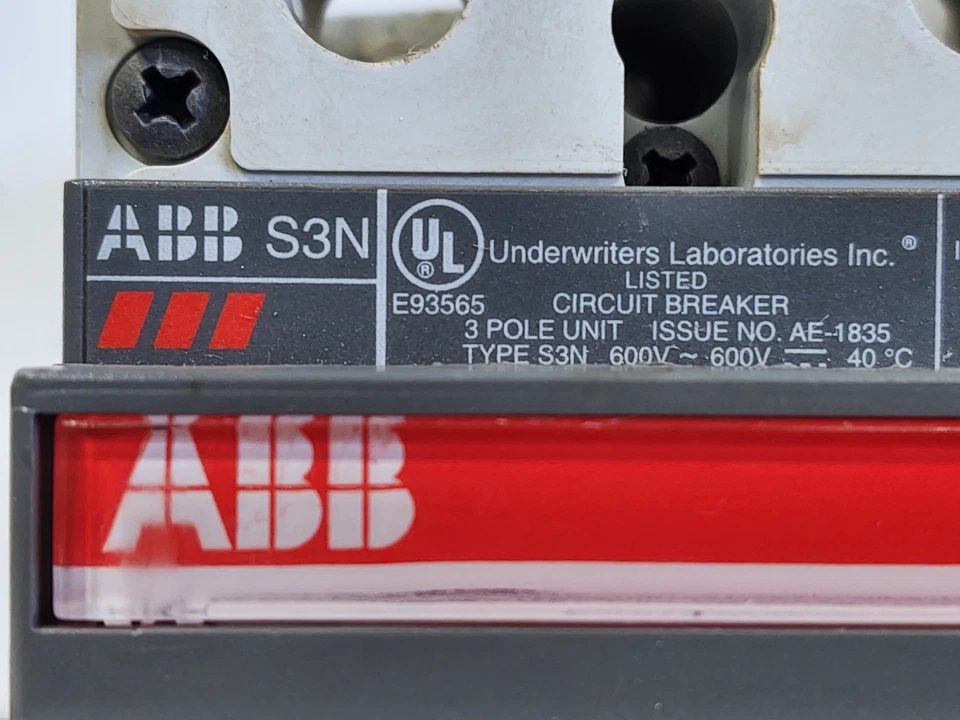 ABB S3N
UL ®
Underwriters Laboratories Inc. ®
LISTED
E93565 CIRCUIT BREAKER
3 POLE UNIT ISSUE NO. AE-1835
TYPE S3N 600V ~ 600V ⎓ 40 °C
ABB